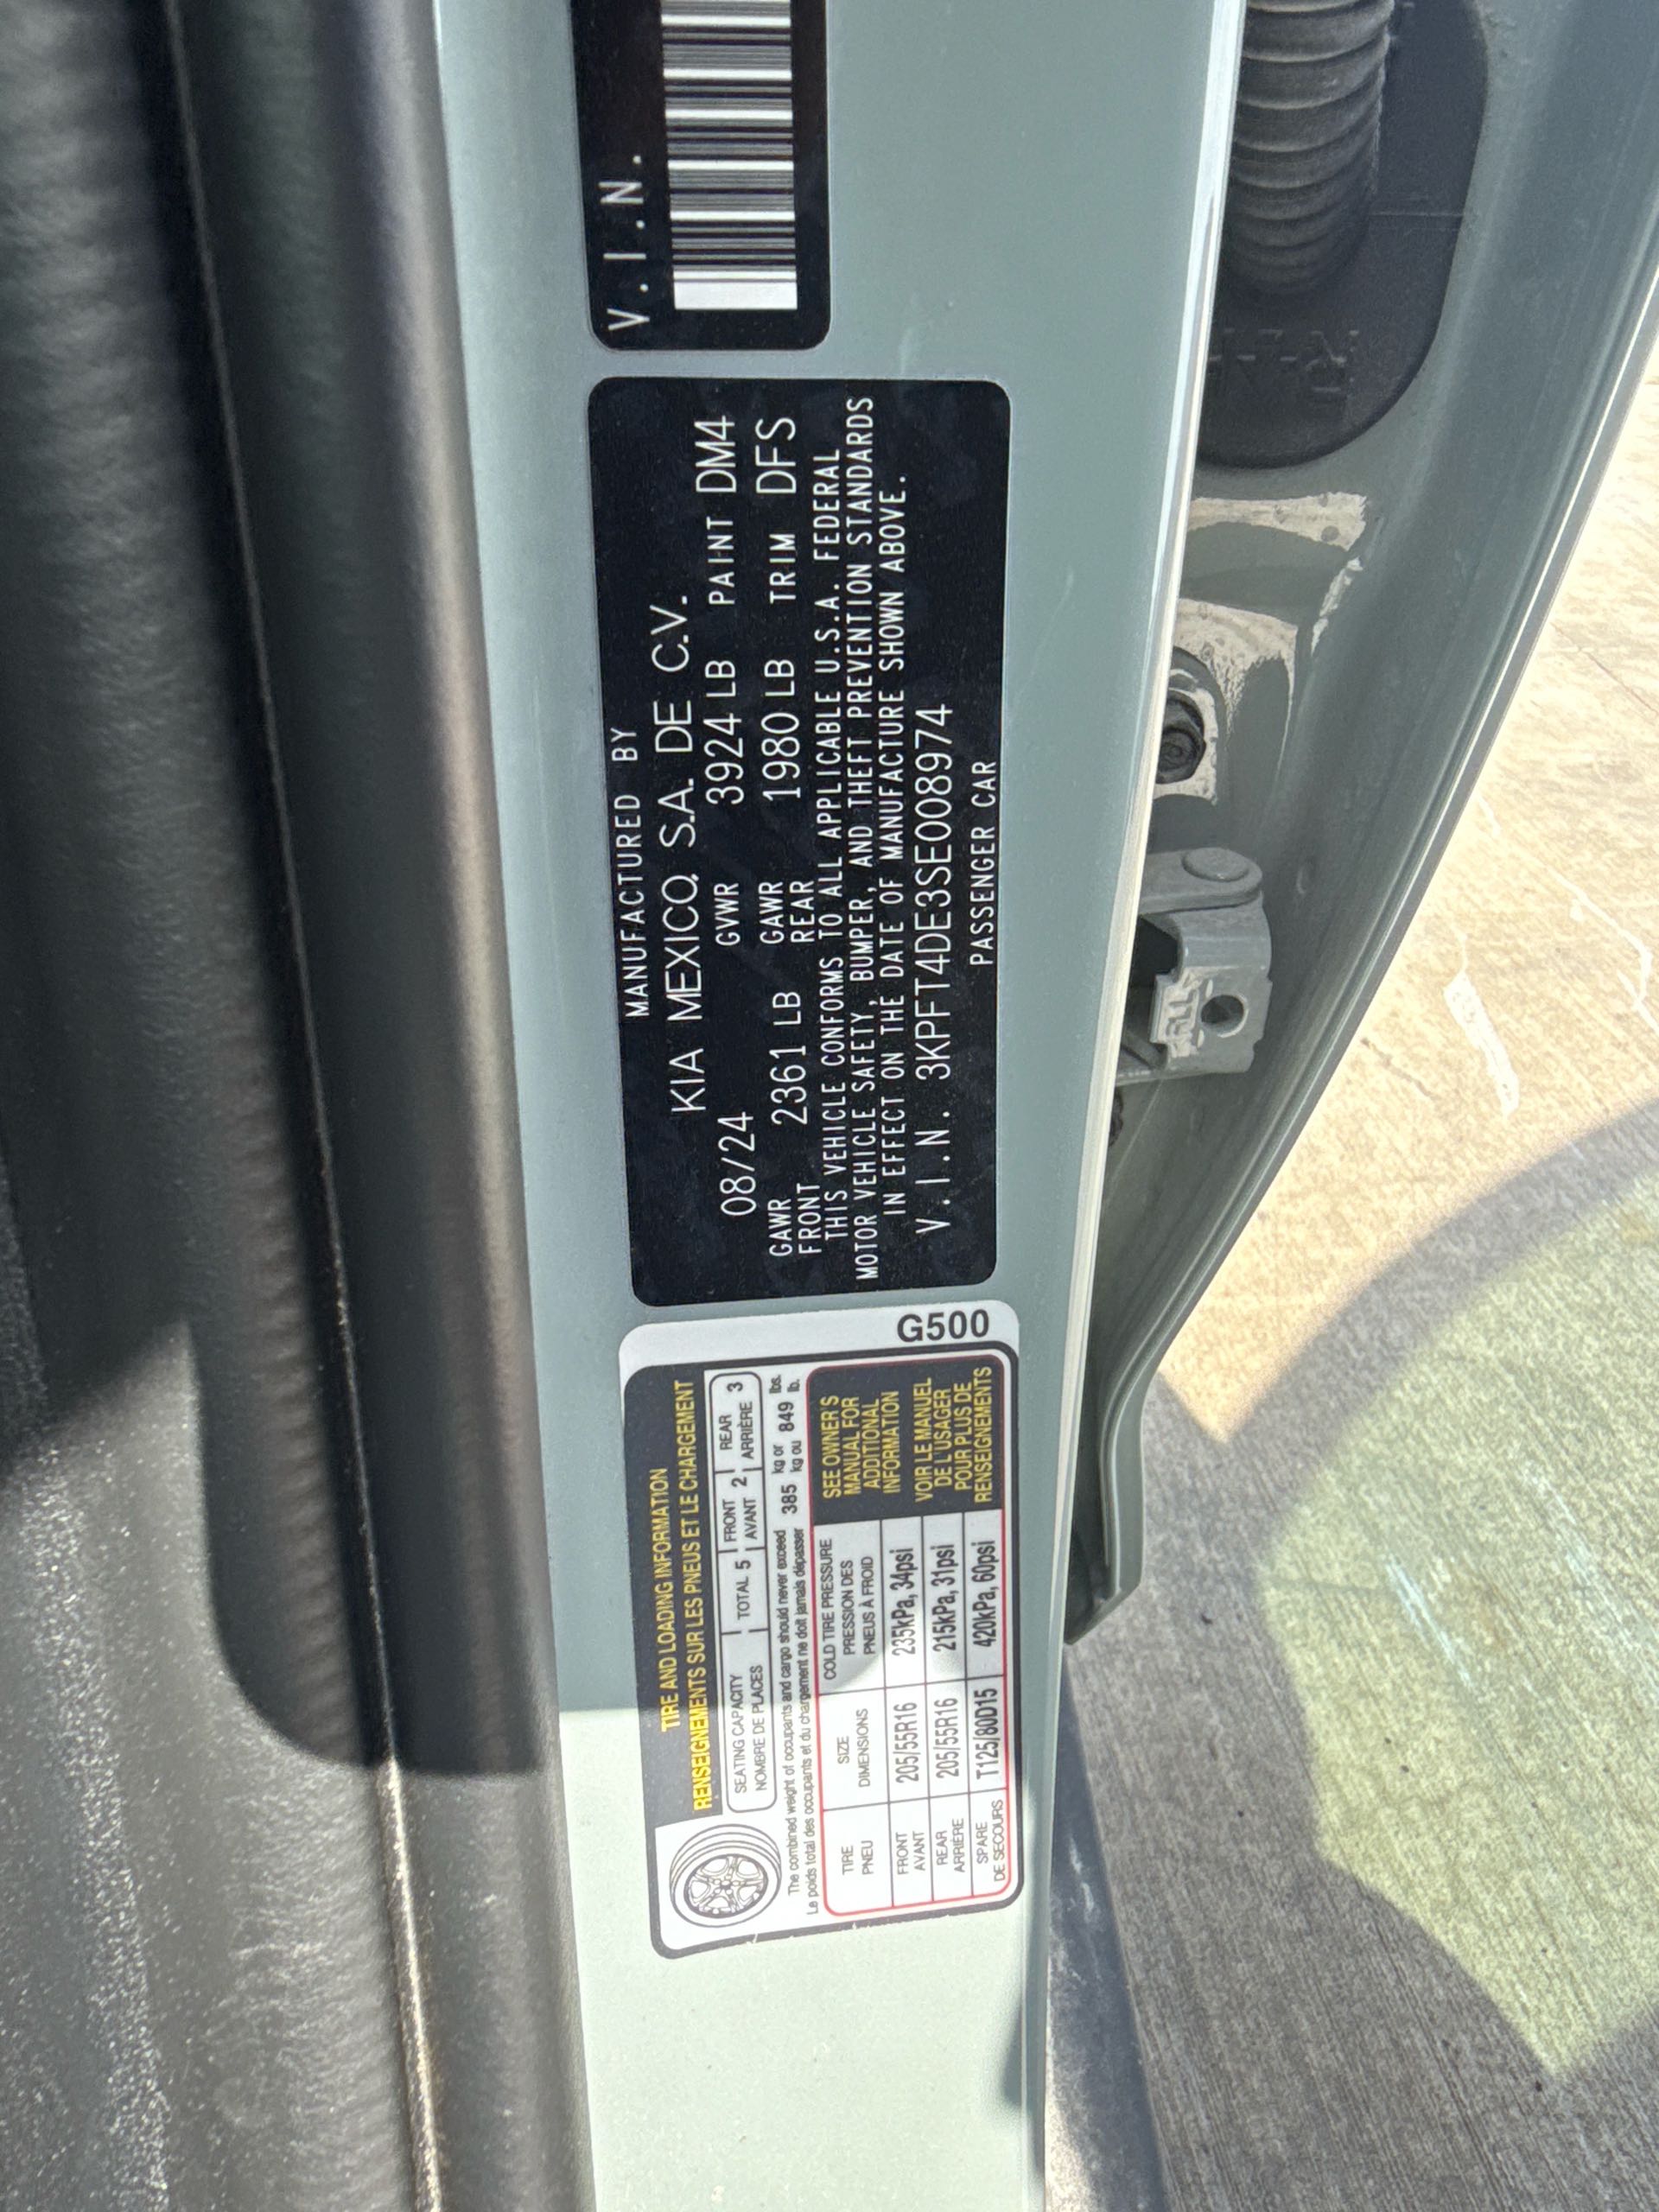 V.I.N.
MANUFACTURED BY
KIA MEXICO, S.A. DE C.V.
08/24 GVWR 3924 LB PAINT DM4
GAWR FRONT 2361 LB GAWR REAR 1980 LB TRIM DFS
THIS VEHICLE CONFORMS TO ALL APPLICABLE U.S.A. FEDERAL
MOTOR VEHICLE SAFETY, BUMPER, AND THEFT PREVENTION STANDARDS
IN EFFECT ON THE DATE OF MANUFACTURE SHOWN ABOVE.
V.I.N. 3KPFT4DE3SE008974
PASSENGER CAR
G500
TIRE AND LOADING INFORMATION
RENSEIGNEMENTS SUR LES PNEUS ET LE CHARGEMENT
SEATING CAPACITY
NOMBRE DE PLACES
TOTAL 5
FRONT
AVANT 2
REAR
ARRIÈRE 3
The combined weight of occupants and cargo should never exceed 385 kg or 849 lbs.
Le poids total des occupants et du chargement ne doit jamais dépasser kg ou lb.
TIRE
PNEU
SIZE
DIMENSIONS
COLD TIRE PRESSURE
PRESSION DES
PNEUS À FROID
FRONT
AVANT
205/55R16
235kPa, 34psi
REAR
ARRIÈRE
205/55R16
215kPa, 31psi
SPARE
DE SECOURS
T125/80D15
420kPa, 60psi
SEE OWNER'S
MANUAL FOR
ADDITIONAL
INFORMATION
VOIR LE MANUEL
DE L'USAGER
POUR PLUS DE
RENSEIGNEMENTS